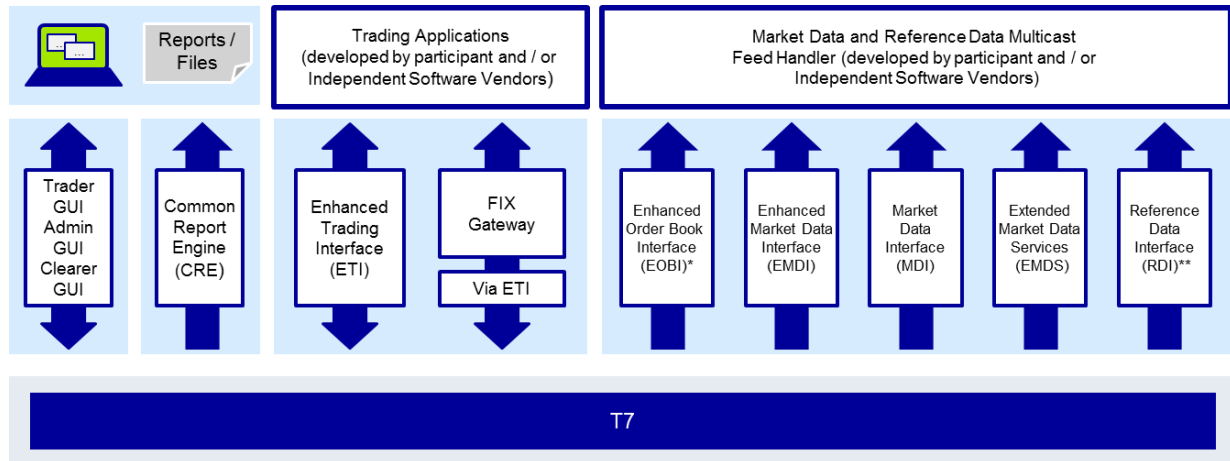 ...
...
Reports /
Files
Trading Applications
(developed by participant and / or
Independent Software Vendors)
Market Data and Reference Data Multicast
Feed Handler (developed by participant and / or
Independent Software Vendors)
Trader
GUI
Admin
GUI
Clearer
GUI
Common
Report
Engine
(CRE)
Enhanced
Trading
Interface
(ETI)
FIX
Gateway
Via ETI
Enhanced
Order Book
Interface
(EOBI)*
Enhanced
Market Data
Interface
(EMDI)
Market
Data
Interface
(MDI)
Extended
Market Data
Services
(EMDS)
Reference
Data
Interface
(RDI)**
T7